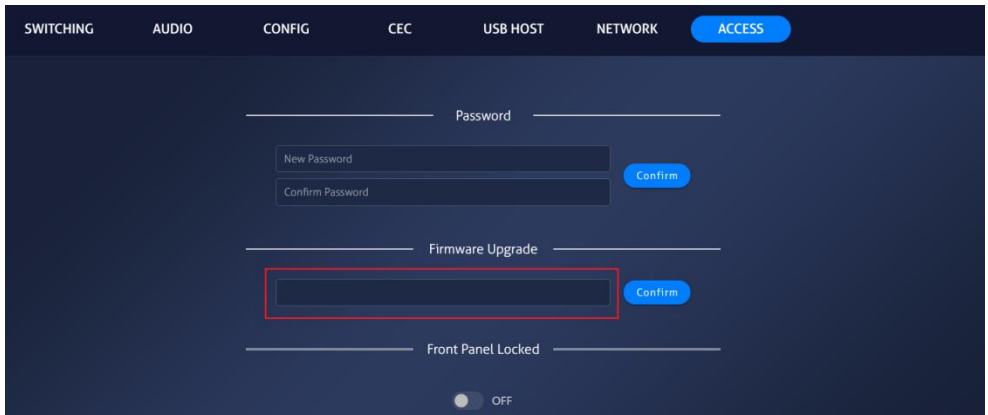 SWITCHING AUDIO CONFIG CEC USB HOST NETWORK ACCESS
Password
New Password
Confirm
Confirm Password
Firmware Upgrade
Confirm
Front Panel Locked
OFF